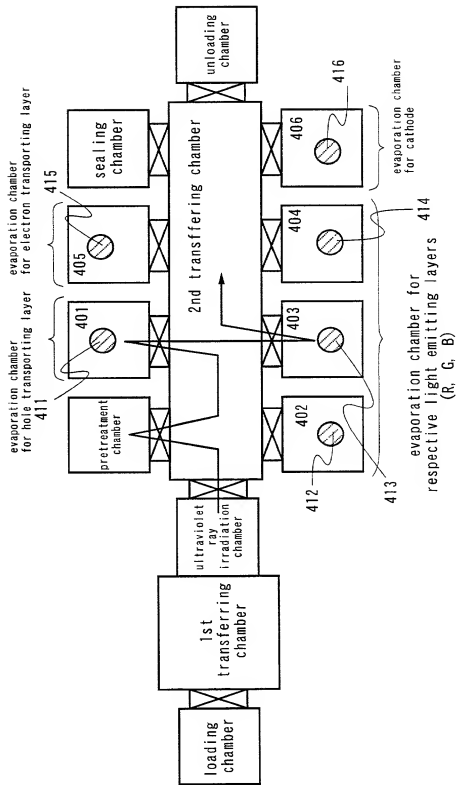 evaporation chamber
for hole transporting layer
411
evaporation chamber
for electron transporting layer
415
loading chamber
1st
transferring
chamber
ultraviolet
ray
irradiation
chamber
pretreatment
chamber
401
405
sealing
chamber
2nd transffering chamber
unloading
chamber
402
403
404
406
412
413
414
416
evaporation chamber for
respective light emitting layers
(R, G, B)
evaporation chamber
for cathode